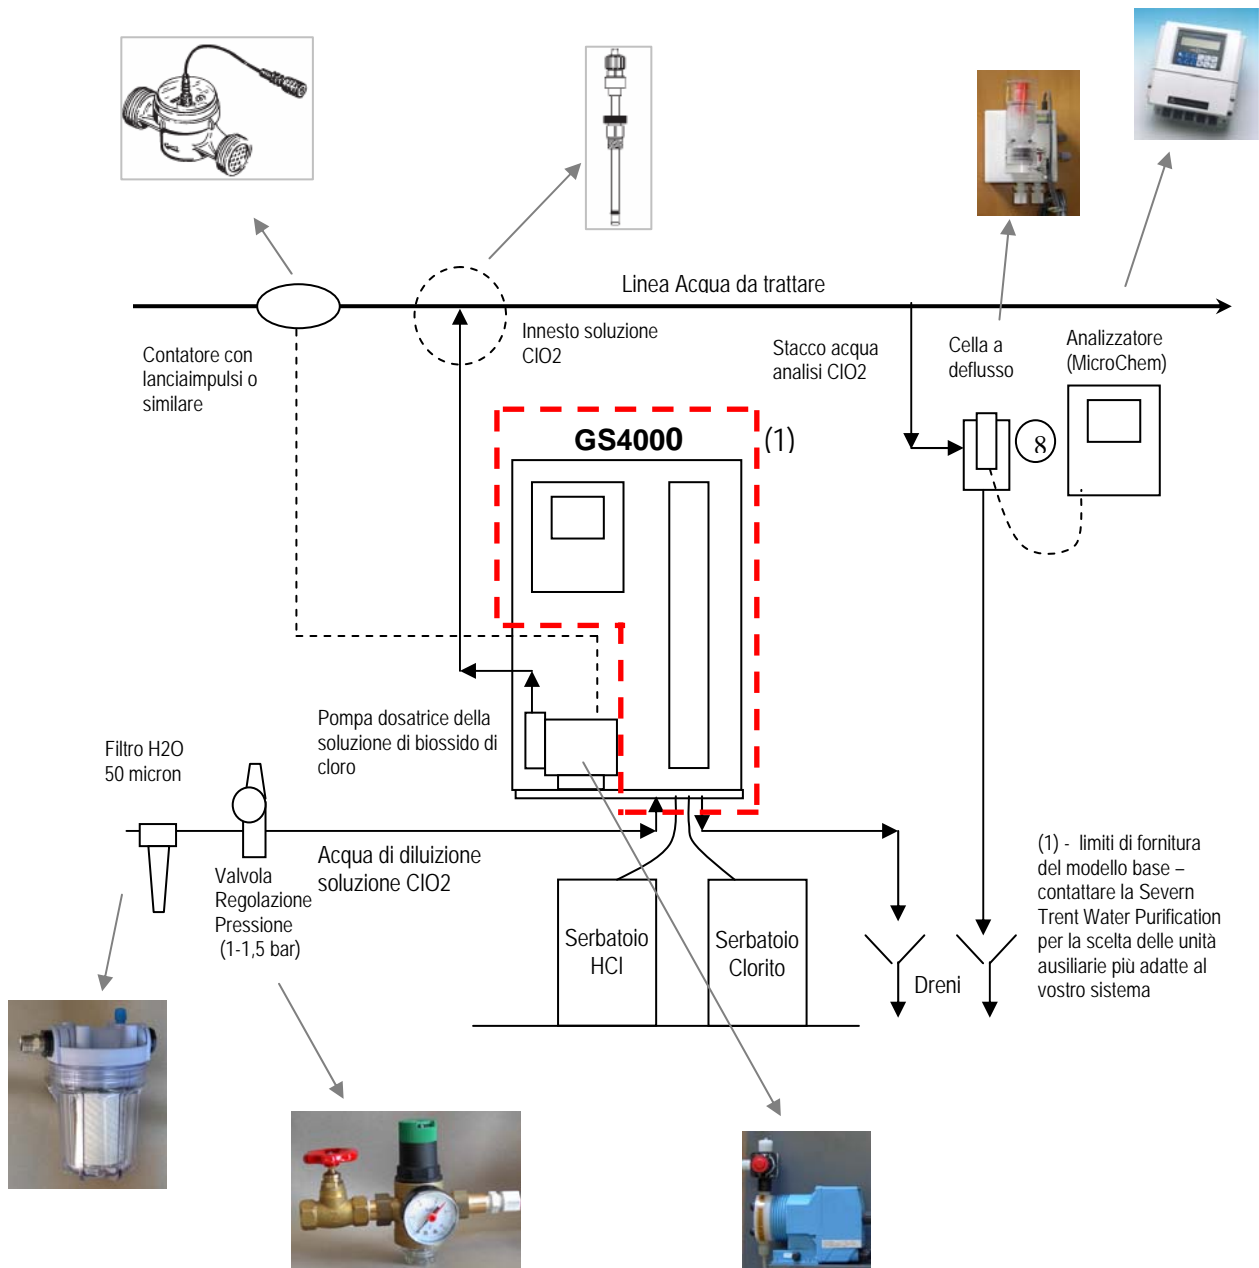 Linea Acqua da trattare
Contatore con
lanciaimpulsi o
similare
Innesto soluzione
ClO2
Stacco acqua
analisi ClO2
Cella a
deflusso
Analizzatore
(MicroChem)
8
GS4000
(1)
Pompa dosatrice della
soluzione di biossido di
cloro
Filtro H2O
50 micron
Valvola
Regolazione
Pressione
(1-1,5 bar)
Acqua di diluizione
soluzione ClO2
Serbatoio
HCl
Serbatoio
Clorito
Dreni
(1) - limiti di fornitura
del modello base –
contattare la Severn
Trent Water Purification
per la scelta delle unità
ausiliarie più adatte al
vostro sistema